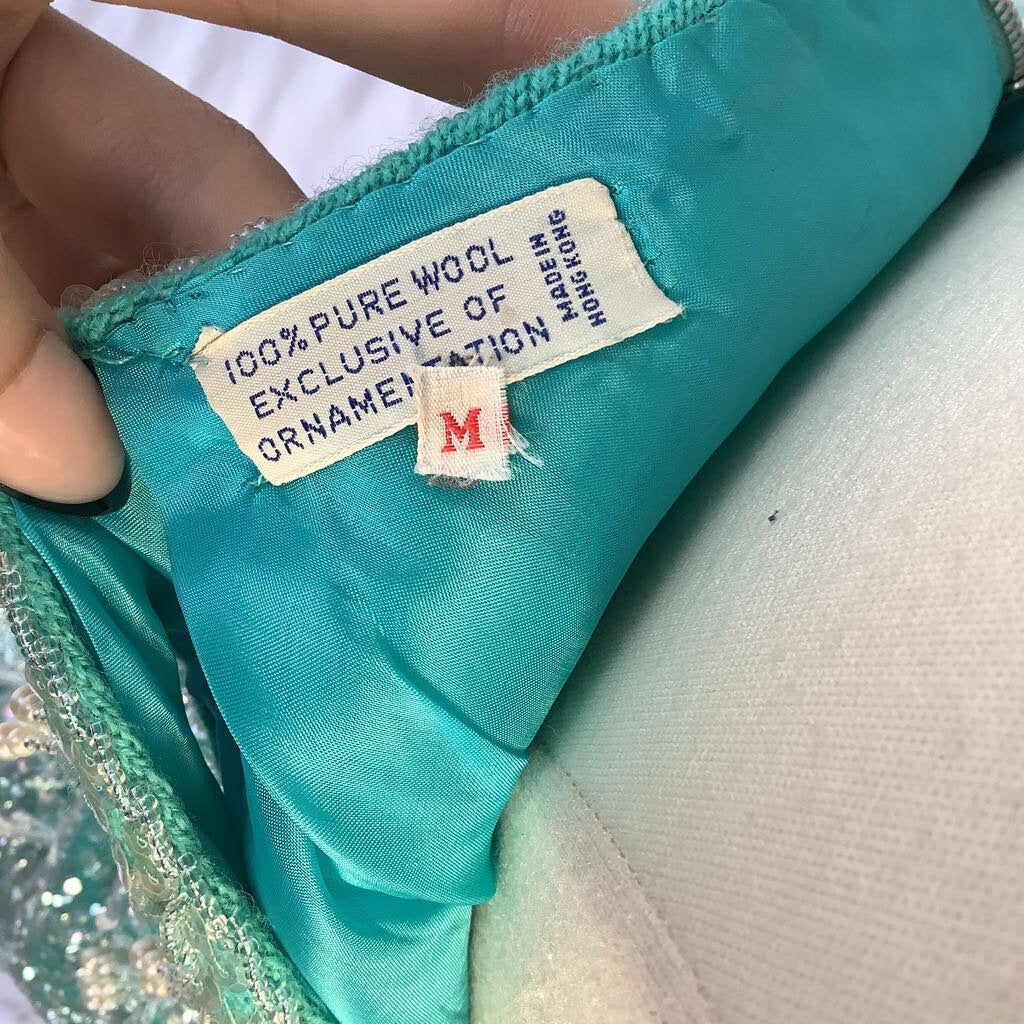 100% PURE WOOL
EXCLUSIVE OF
ORNAMENTATION
MADE IN
HONG KONG
M